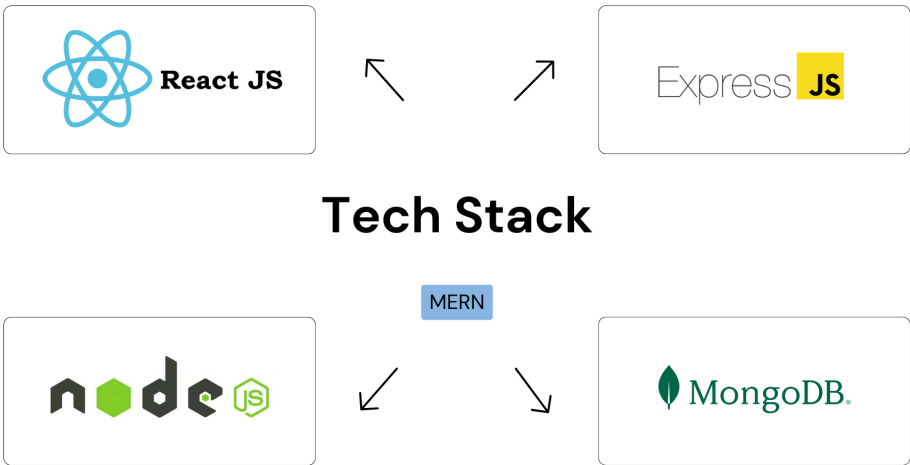 React JS
Express JS
Tech Stack
MERN
node JS
MongoDB.